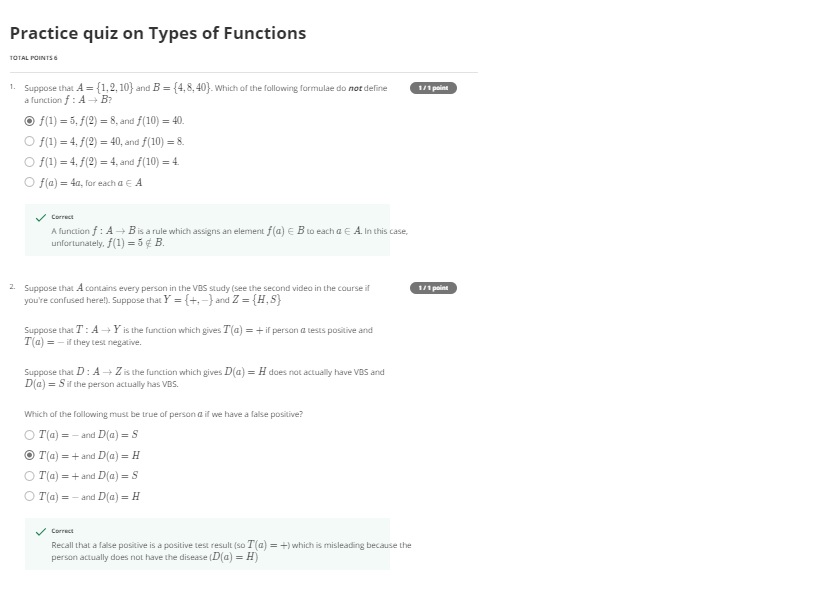 Practice quiz on Types of Functions
TOTAL POINTS 6
1. Suppose that A = {1, 2, 10} and B = {4, 8, 40}. Which of the following formulae do not define
a function f : A → B?
1 / 1 point
f(1) = 5, f(2) = 8, and f(10) = 40.
f(1) = 4, f(2) = 40, and f(10) = 8.
f(1) = 4, f(2) = 4, and f(10) = 4.
f(a) = 4a, for each a ∈ A
Correct
A function f : A → B is a rule which assigns an element f(a) ∈ B to each a ∈ A. In this case,
unfortunately, f(1) = 5 ∉ B.
2. Suppose that A contains every person in the VBS study (see the second video in the course if
you're confused here!). Suppose that Y = {+, −} and Z = {H, S}
1 / 1 point
Suppose that T : A → Y is the function which gives T(a) = + if person a tests positive and
T(a) = − if they test negative.
Suppose that D : A → Z is the function which gives D(a) = H does not actually have VBS and
D(a) = S if the person actually has VBS.
Which of the following must be true of person a if we have a false positive?
T(a) = − and D(a) = S
T(a) = + and D(a) = H
T(a) = + and D(a) = S
T(a) = − and D(a) = H
Correct
Recall that a false positive is a positive test result (so T(a) = +) which is misleading because the
person actually does not have the disease (D(a) = H)